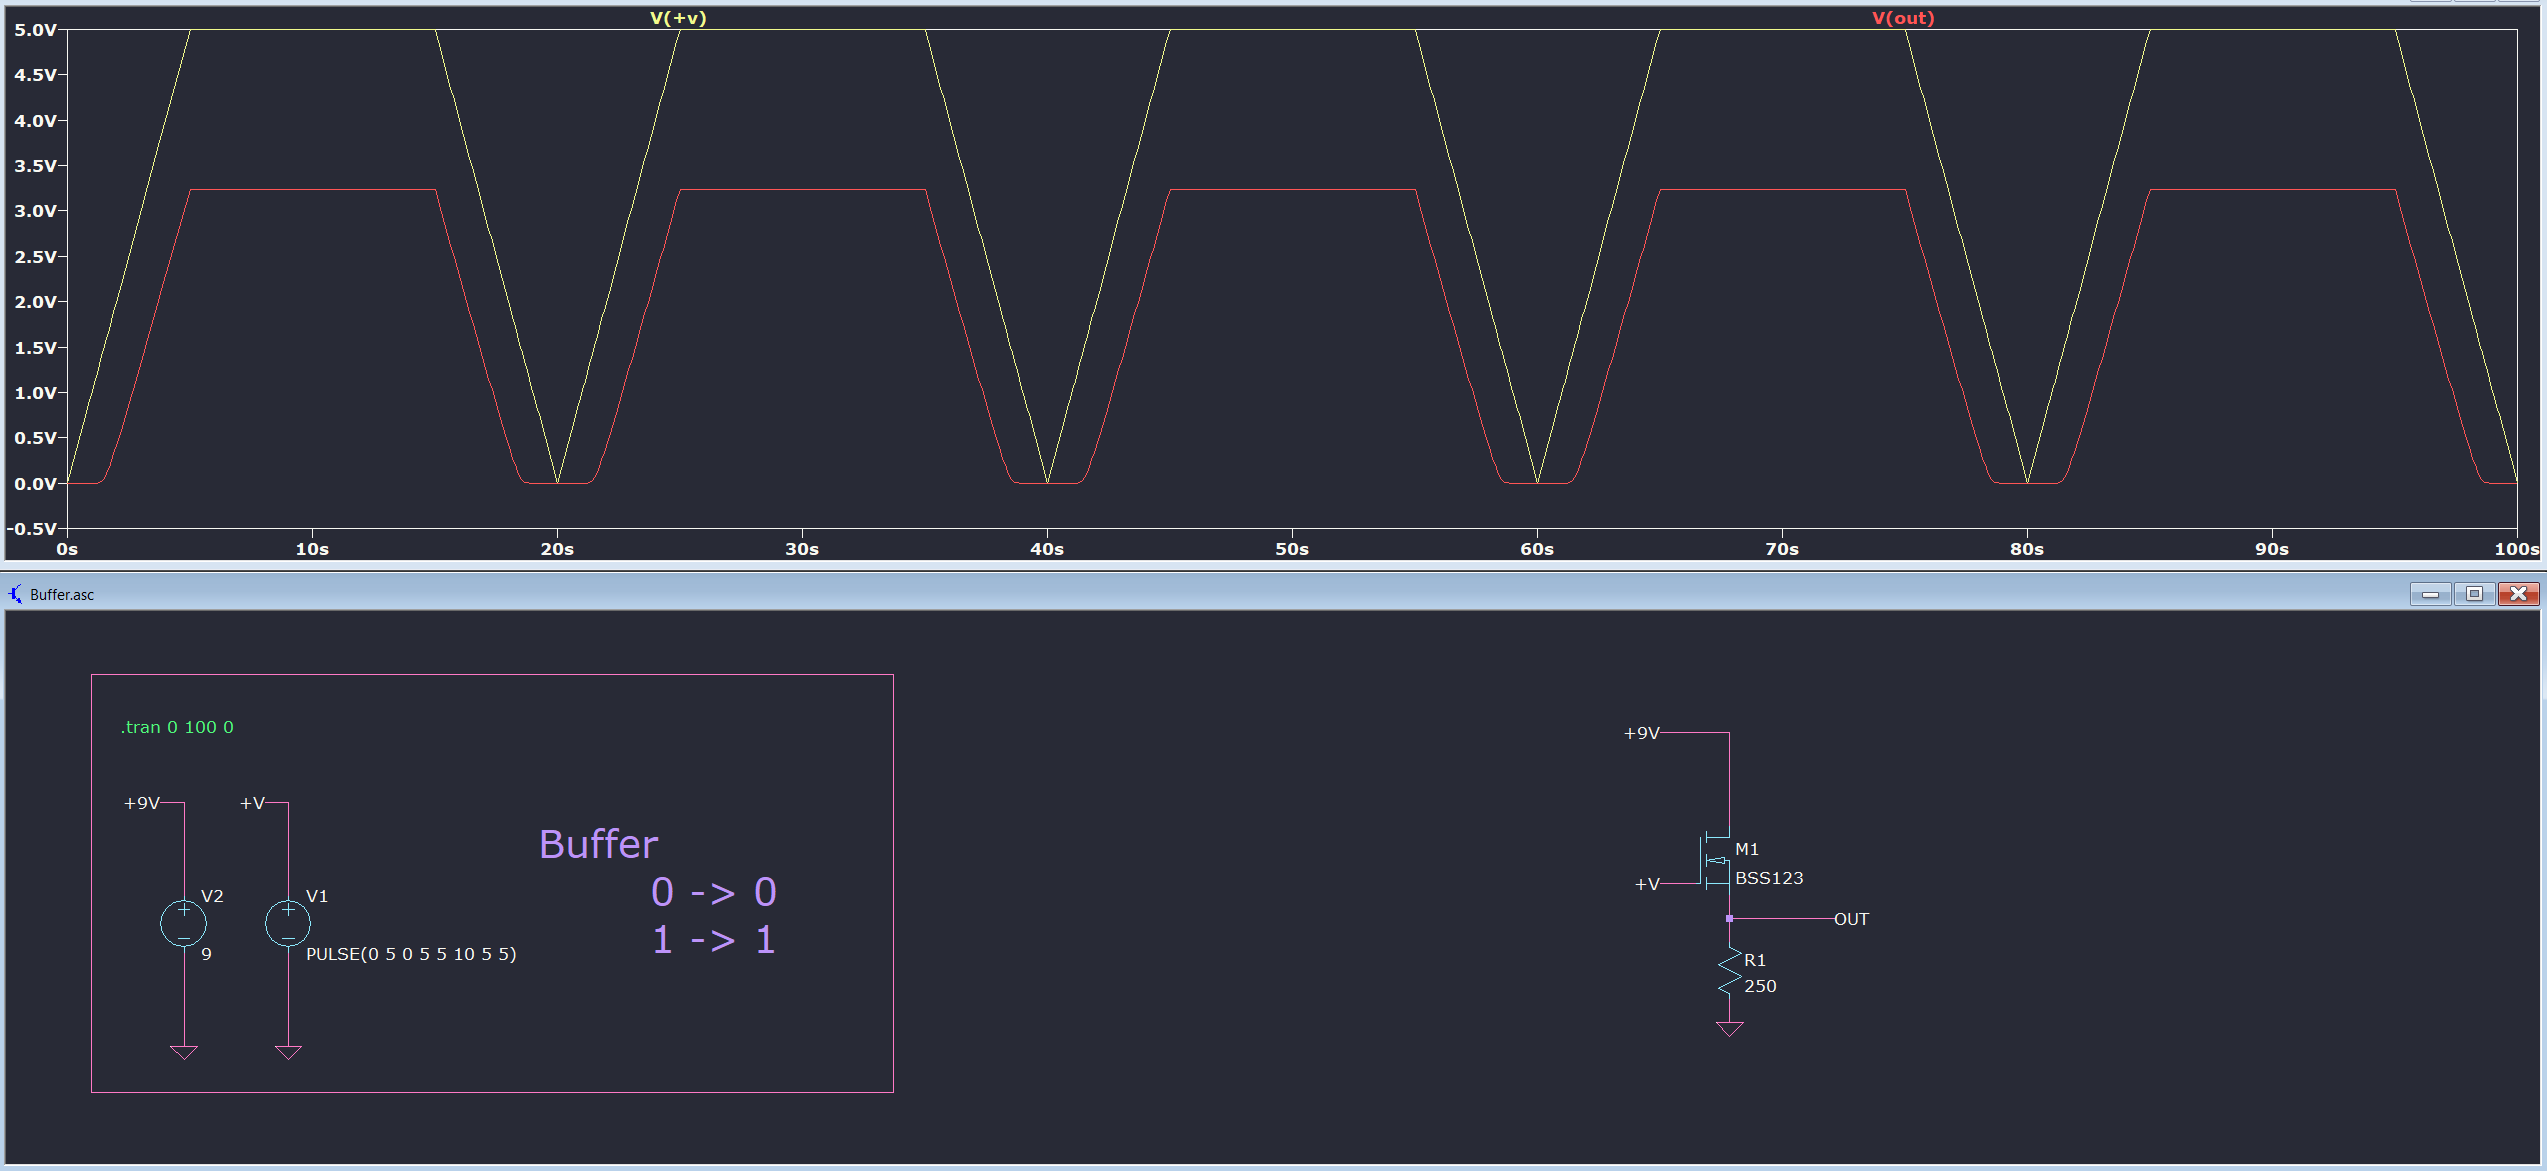 V(+v) V(out)
5.0V
4.5V
4.0V
3.5V
3.0V
2.5V
2.0V
1.5V
1.0V
0.5V
0.0V
-0.5V
0s 10s 20s 30s 40s 50s 60s 70s 80s 90s 100s
Buffer.asc
.tran 0 100 0
+9V +V
V2 V1
9 PULSE(0 5 0 5 5 10 5 5)
Buffer
0 -> 0
1 -> 1
+9V
M1
BSS123
+V
OUT
R1
250